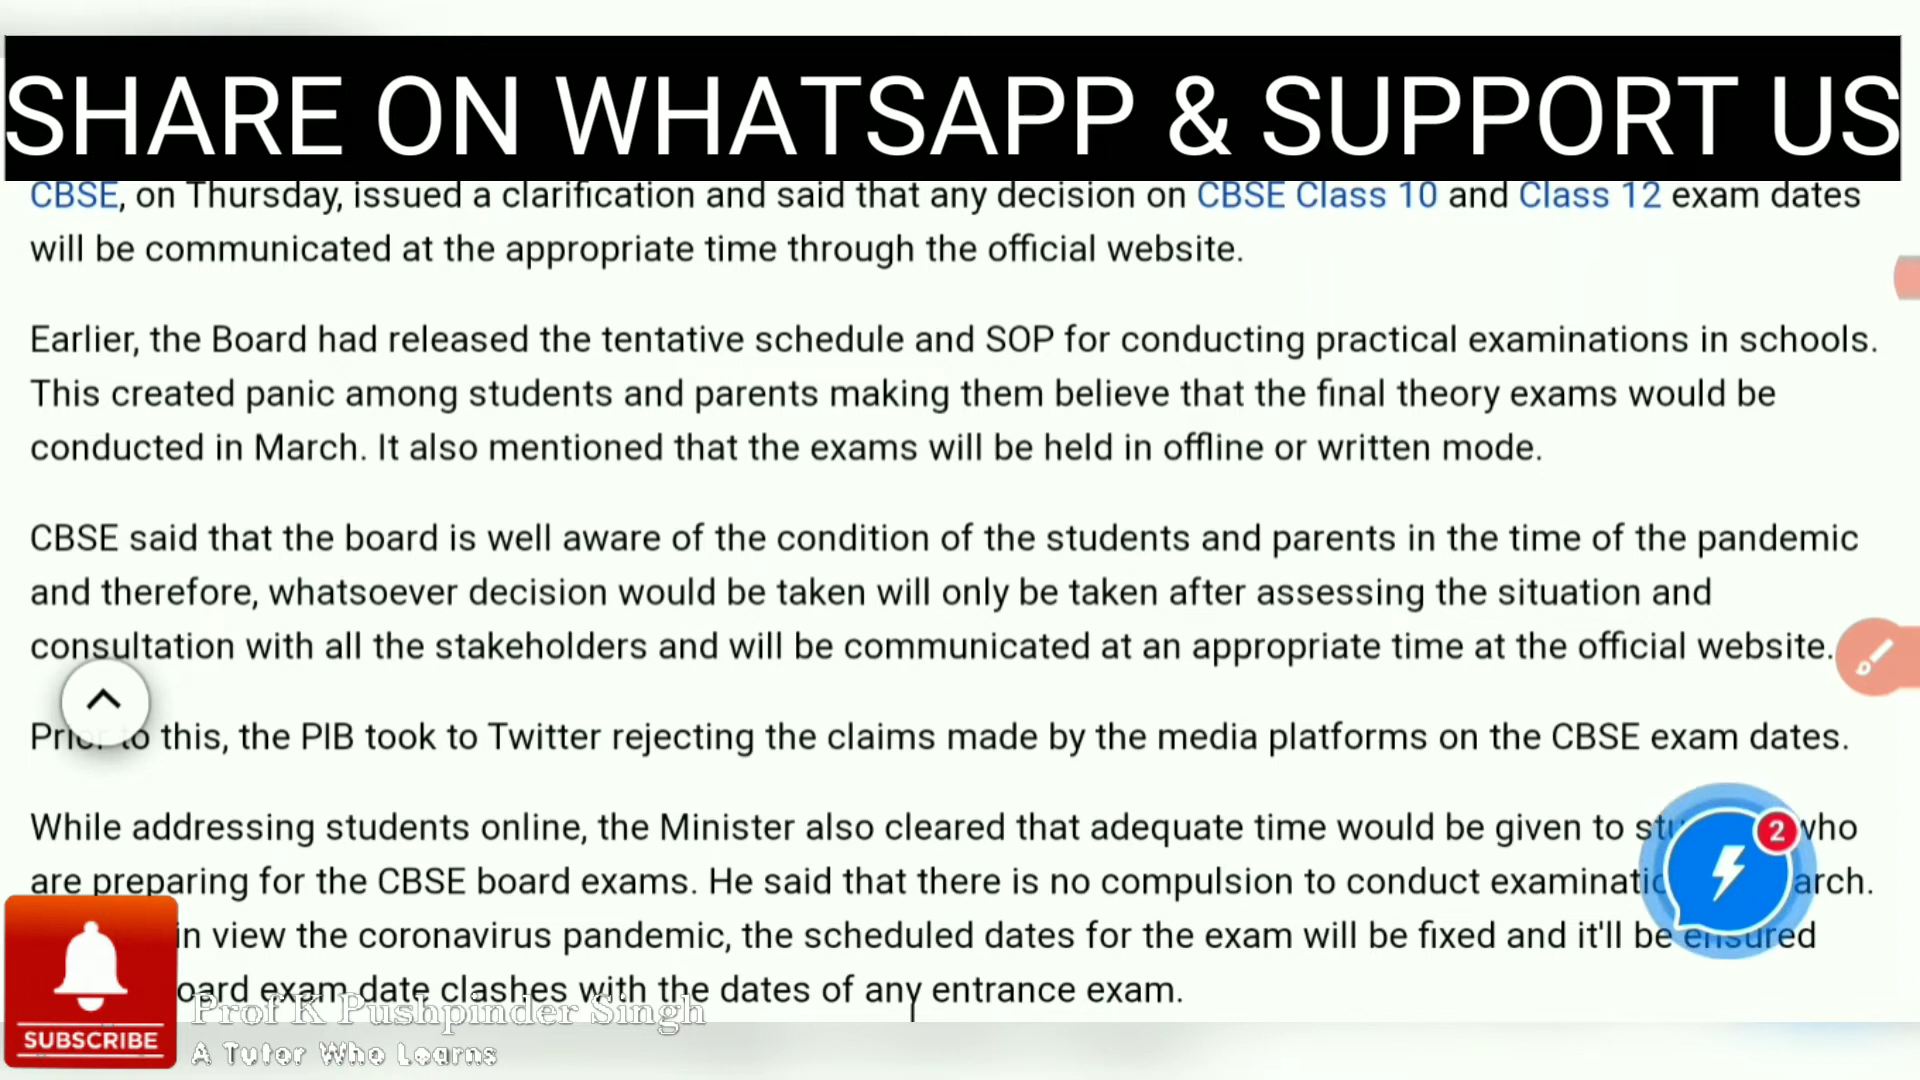 SHARE ON WHATSAPP & SUPPORT US
CBSE, on Thursday, issued a clarification and said that any decision on CBSE Class 10 and Class 12 exam dates
will be communicated at the appropriate time through the official website.
Earlier, the Board had released the tentative schedule and SOP for conducting practical examinations in schools.
This created panic among students and parents making them believe that the final theory exams would be
conducted in March. It also mentioned that the exams will be held in offline or written mode.
CBSE said that the board is well aware of the condition of the students and parents in the time of the pandemic
and therefore, whatsoever decision would be taken will only be taken after assessing the situation and
consultation with all the stakeholders and will be communicated at an appropriate time at the official website.
Prior to this, the PIB took to Twitter rejecting the claims made by the media platforms on the CBSE exam dates.
2
While addressing students online, the Minister also cleared that adequate time would be given to who
are preparing for the CBSE board exams. He said that there is no compulsion to conduct
in view the coronavirus pandemic, the scheduled dates for the exam will be fixed and it'll be ensured
exam date clashes with the dates of any entrance exam.
Prof K Pushpinder Singh
SUBSCRIBE
A Tutor Who Learns